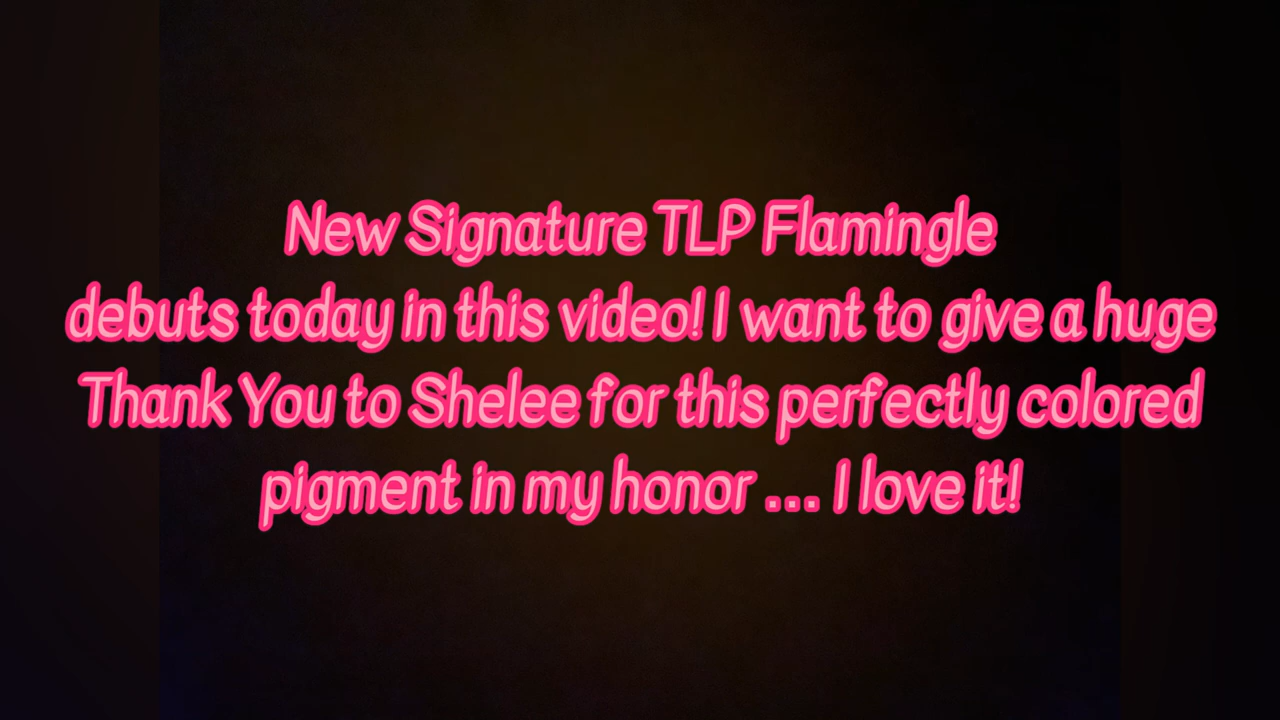 New Signature TLP Flamingle
debuts today in this video! I want to give a huge
Thank You to Shelee for this perfectly colored
pigment in my honor ... I love it!